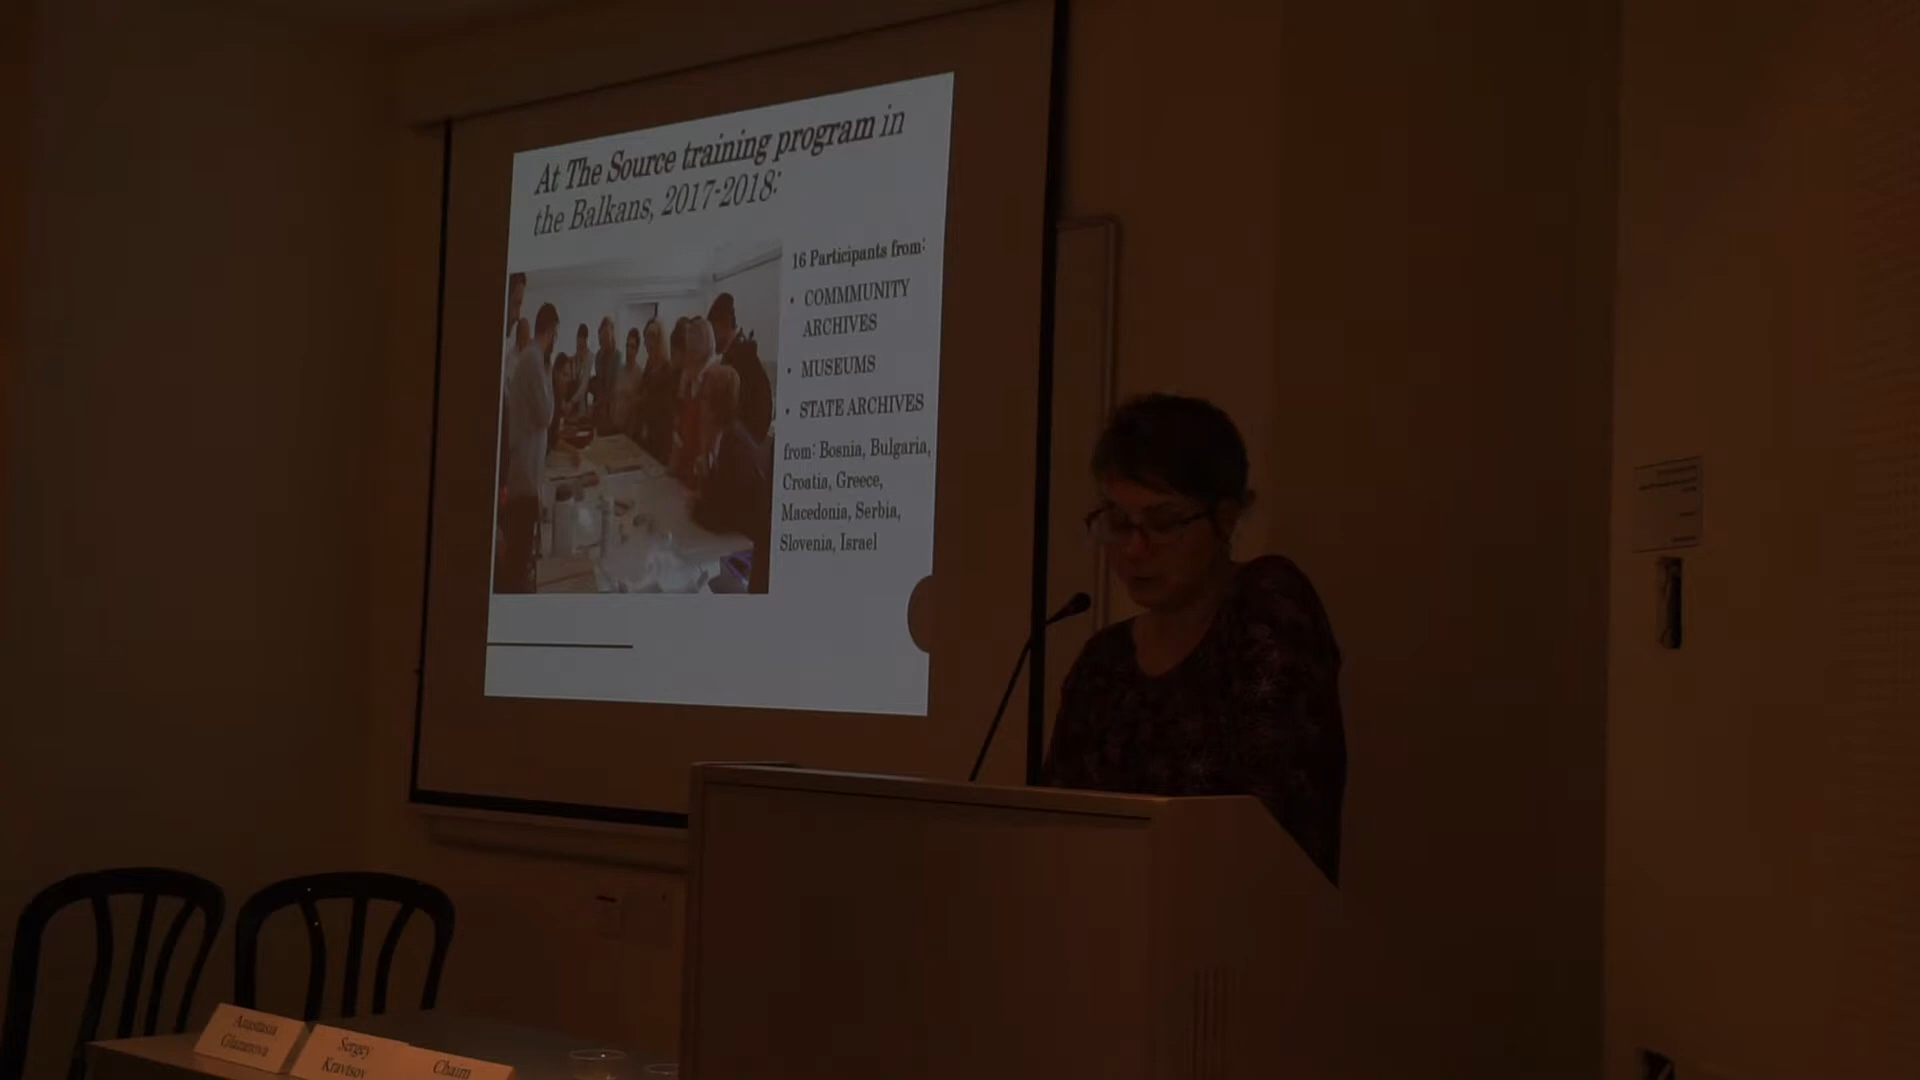 At The Source training program in
the Balkans, 2017-2018:
16 Participants from:
• COMMMUNITY
ARCHIVES
• MUSEUMS
• STATE ARCHIVES
from: Bosnia, Bulgaria,
Croatia, Greece,
Macedonia, Serbia,
Slovenia, Israel
Anastasia
Glazanova
Sergey
Kravtsov
Chaim